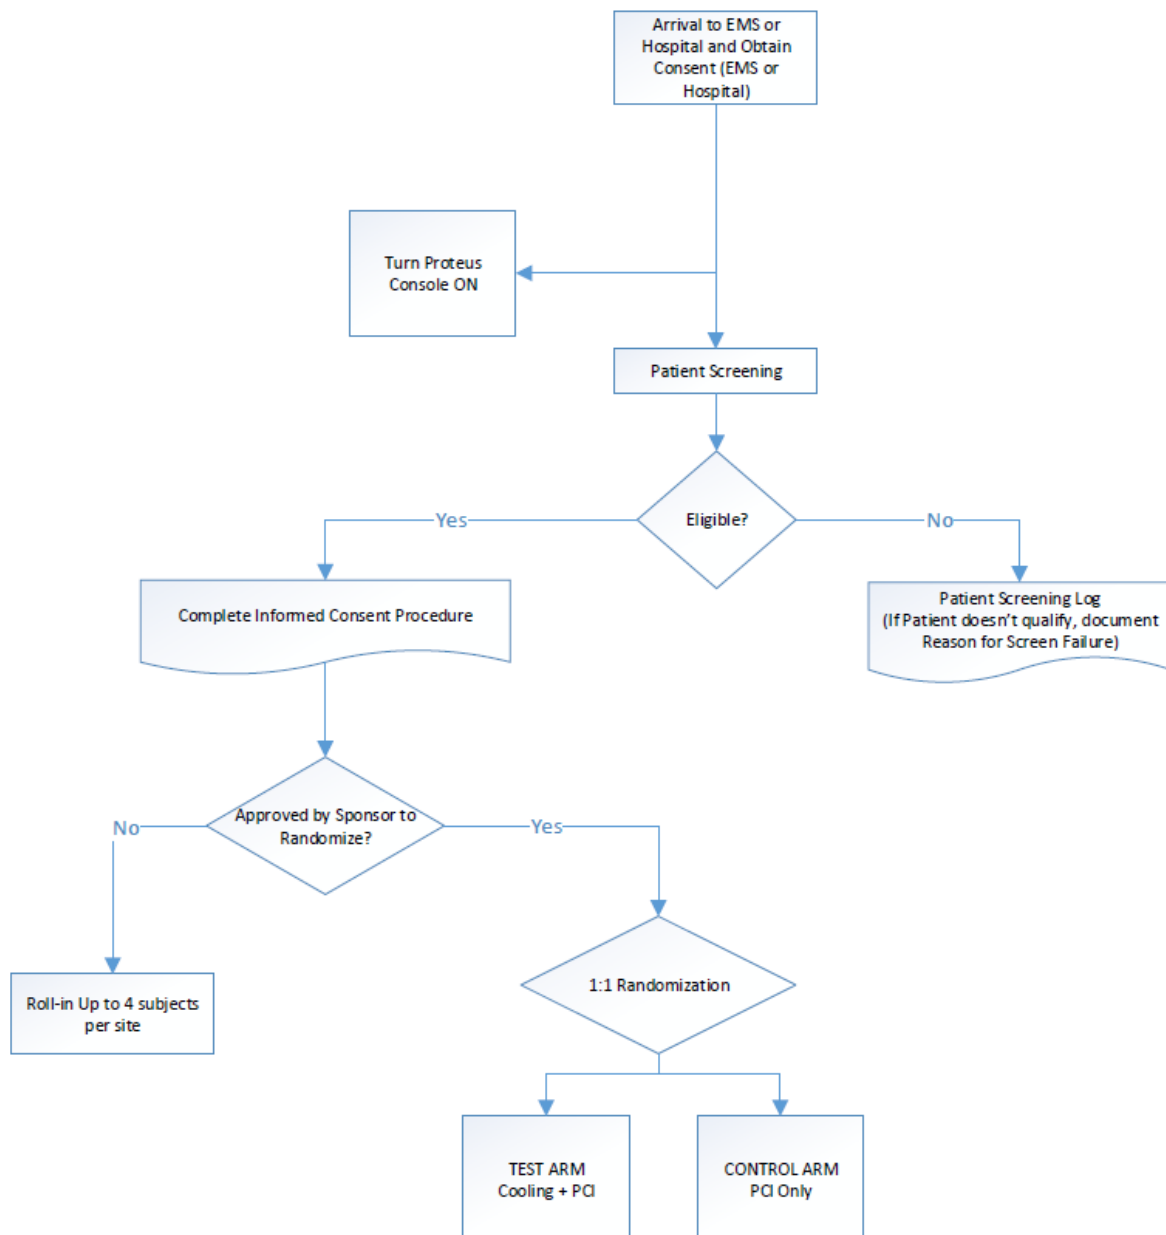 Arrival to EMS or
Hospital and Obtain
Consent (EMS or
Hospital)
Turn Proteus
Console ON
Patient Screening
Eligible?
Yes
No
Complete Informed Consent Procedure
Patient Screening Log
(If Patient doesn't qualify, document
Reason for Screen Failure)
Approved by Sponsor to
Randomize?
No
Yes
Roll-in Up to 4 subjects
per site
1:1 Randomization
TEST ARM
Cooling + PCI
CONTROL ARM
PCI Only